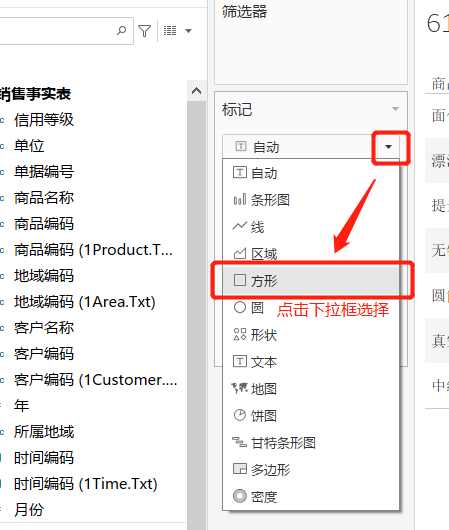 筛选器
61
销售事实表
信用等级
单位
单据编号
商品名称
商品编码
商品编码 (1Product.T...
地域编码
地域编码 (1Area.Txt)
客户名称
客户编码
客户编码 (1Customer....
年
所属地域
时间编码
时间编码 (1Time.Txt)
月份
标记
自动
自动
条形图
线
区域
方形
圆
点击下拉框选择
形状
文本
地图
饼图
甘特条形图
多边形
密度
商
面
漂
提
无
圆
真
中